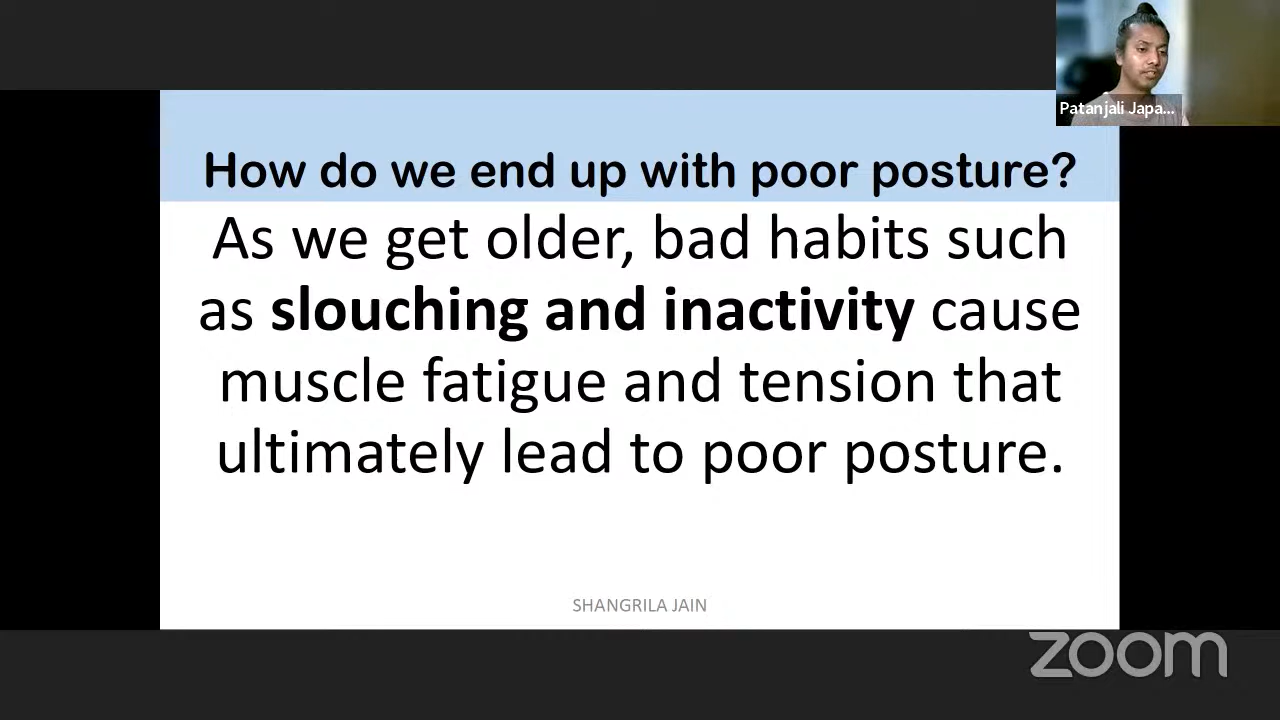 Patanjali Japa...
How do we end up with poor posture?
As we get older, bad habits such
as slouching and inactivity cause
muscle fatigue and tension that
ultimately lead to poor posture.
SHANGRILA JAIN
zoom